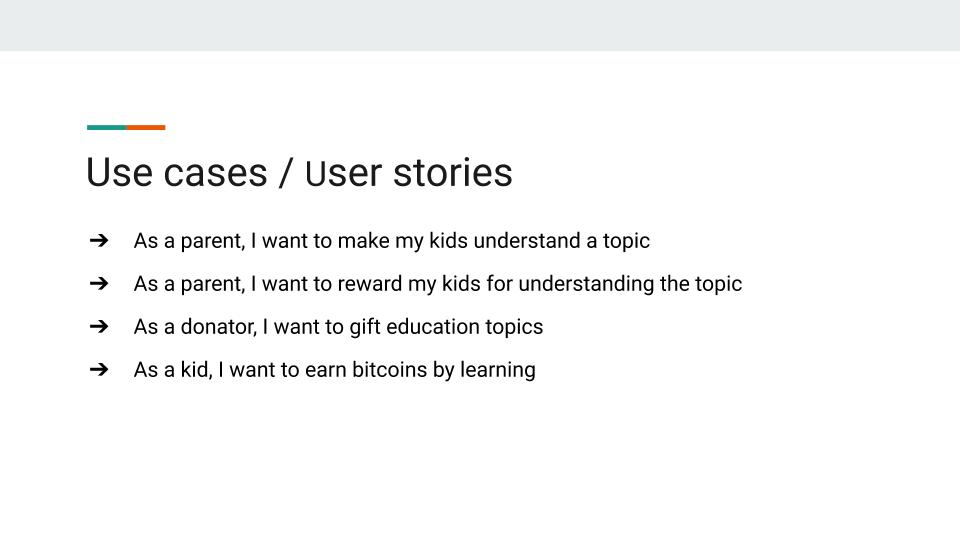 Use cases / User stories
➔ As a parent, I want to make my kids understand a topic
➔ As a parent, I want to reward my kids for understanding the topic
➔ As a donator, I want to gift education topics
➔ As a kid, I want to earn bitcoins by learning